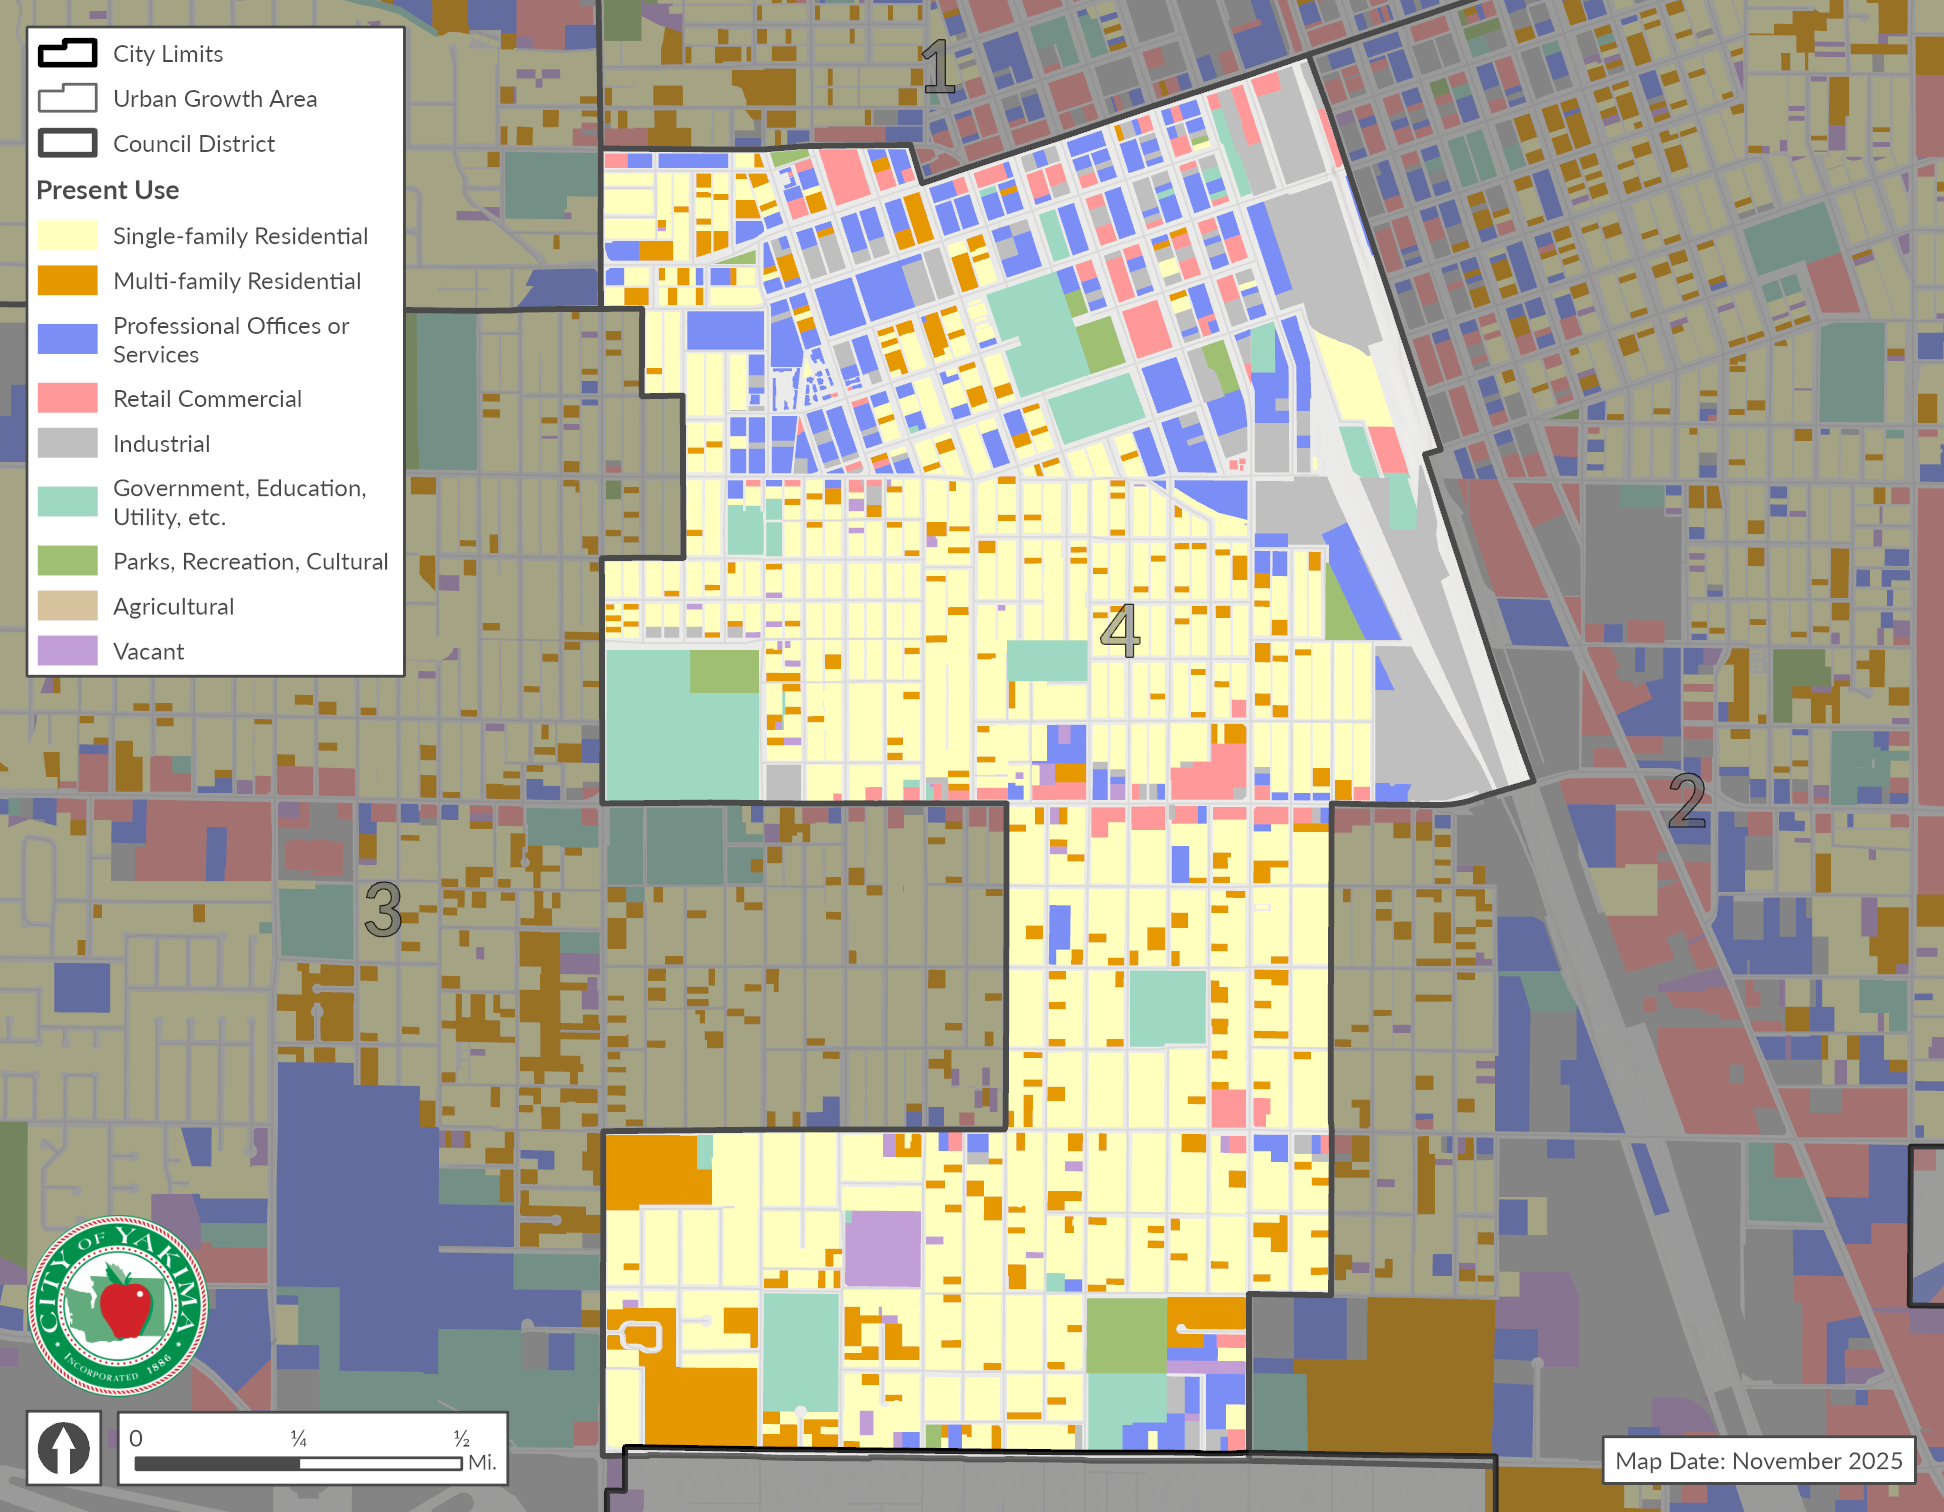 City Limits
Urban Growth Area
Council District
Present Use
Single-family Residential
Multi-family Residential
Professional Offices or
Services
Retail Commercial
Industrial
Government, Education,
Utility, etc.
Parks, Recreation, Cultural
Agricultural
Vacant
1
4
2
3
CITY OF YAKIMA
INCORPORATED 1886
0 ¼ ½
Mi.
Map Date: November 2025